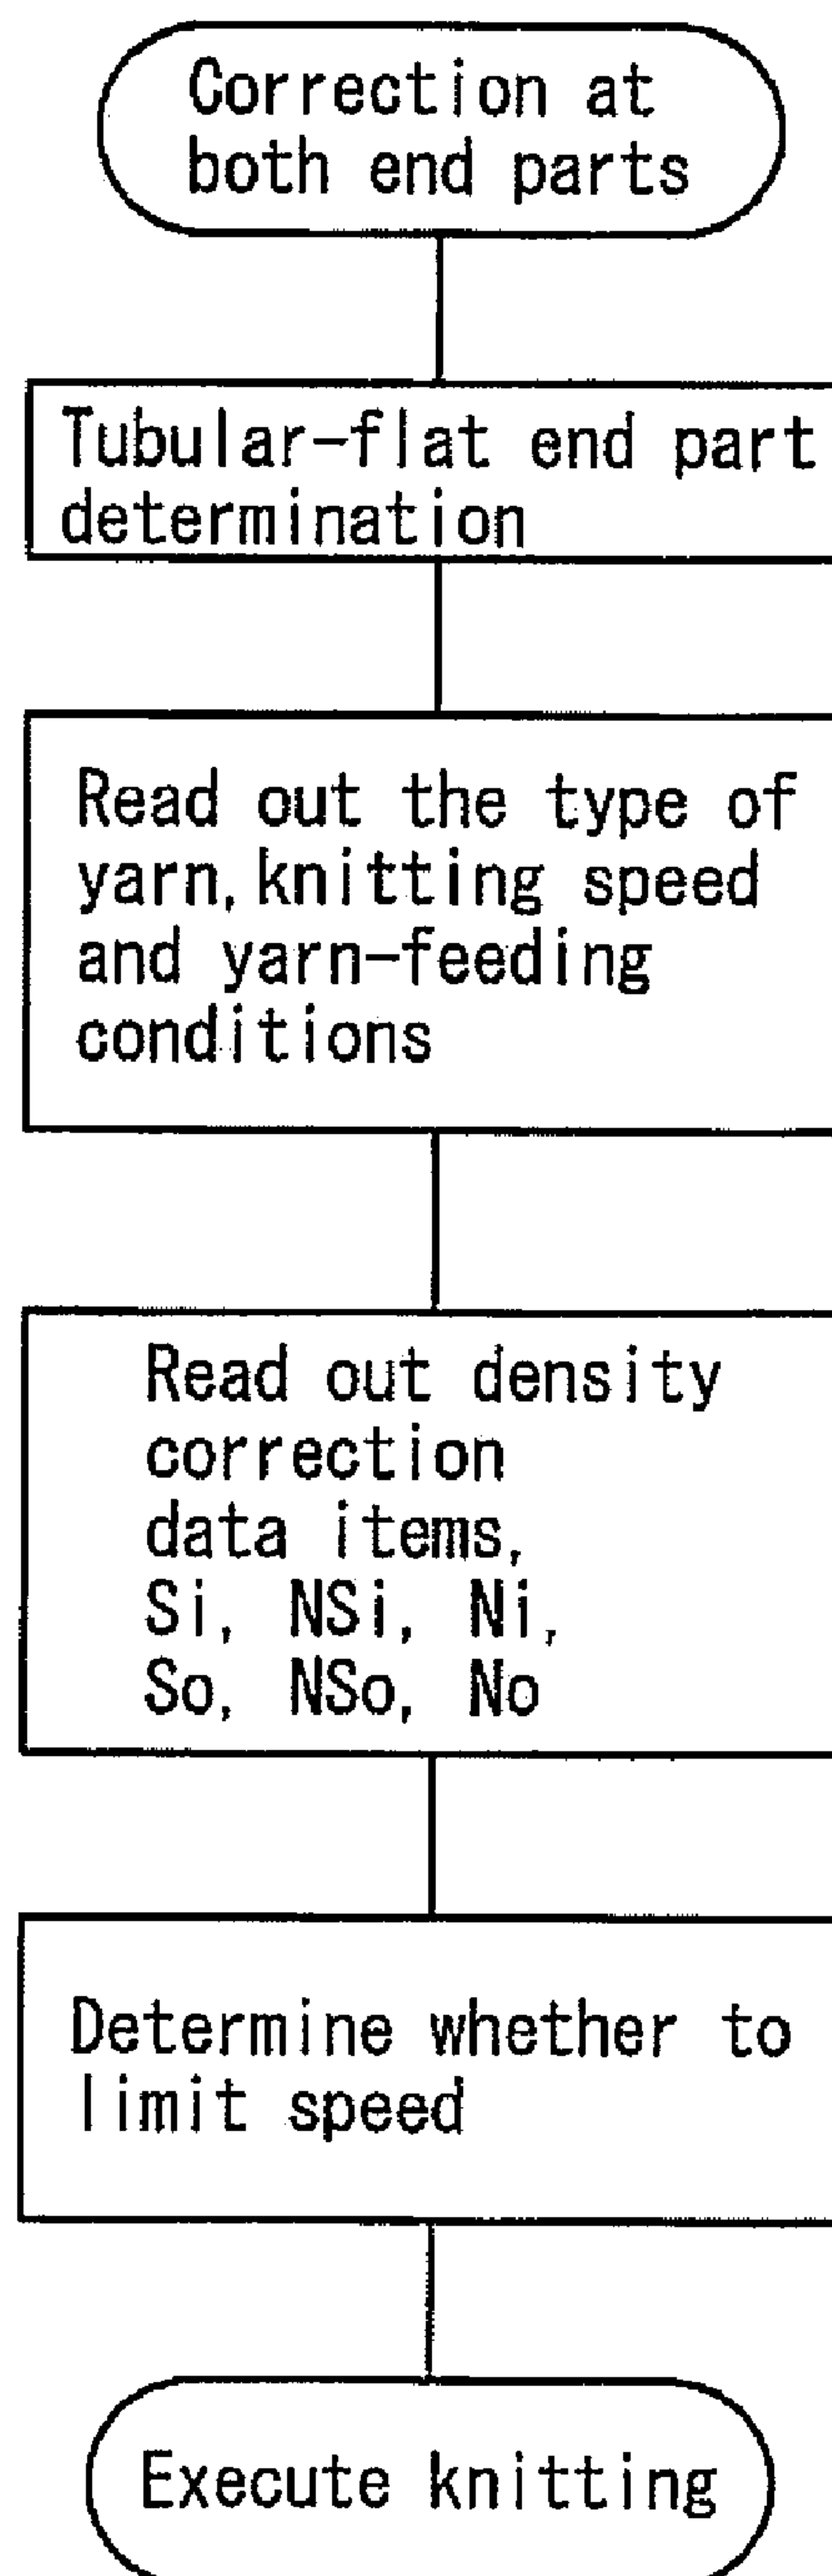 Correction at
both end parts
Tubular-flat end part
determination
Read out the type of
yarn, knitting speed
and yarn-feeding
conditions
Read out density
correction
data items,
Si, NSi, Ni,
So, NSo, No
Determine whether to
limit speed
Execute knitting